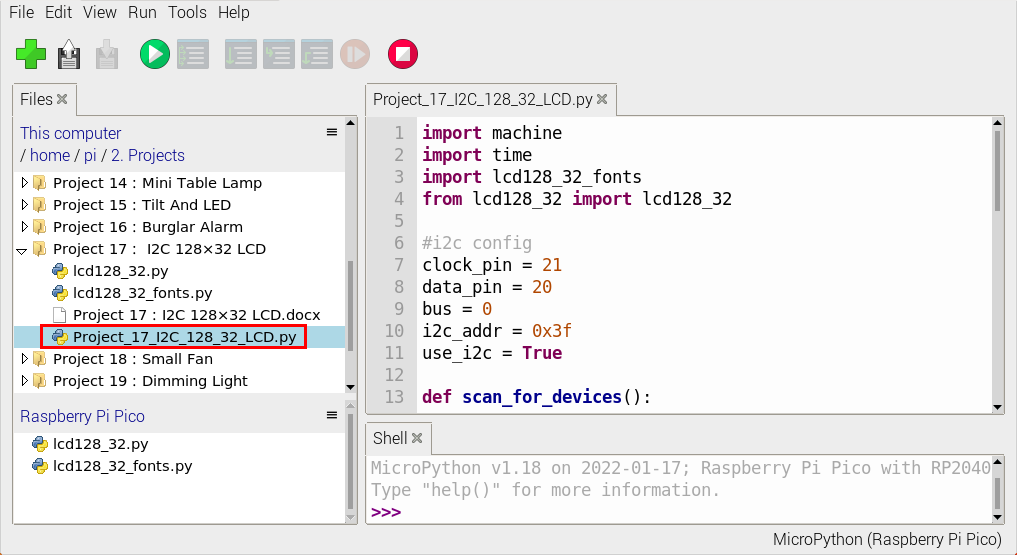 File Edit View Run Tools Help
Files
This computer
/ home / pi / 2. Projects
Project 14 : Mini Table Lamp
Project 15 : Tilt And LED
Project 16 : Burglar Alarm
Project 17 : I2C 128×32 LCD
lcd128_32.py
lcd128_32_fonts.py
Project 17 : I2C 128×32 LCD.docx
Project_17_I2C_128_32_LCD.py
Project 18 : Small Fan
Project 19 : Dimming Light
Raspberry Pi Pico
lcd128_32.py
lcd128_32_fonts.py
Project_17_I2C_128_32_LCD.py
1 import machine
2 import time
3 import lcd128_32_fonts
4 from lcd128_32 import lcd128_32
5
6 #i2c config
7 clock_pin = 21
8 data_pin = 20
9 bus = 0
10 i2c_addr = 0x3f
11 use_i2c = True
12
13 def scan_for_devices():
Shell
MicroPython v1.18 on 2022-01-17; Raspberry Pi Pico with RP2040
Type "help()" for more information.
>>>
MicroPython (Raspberry Pi Pico)